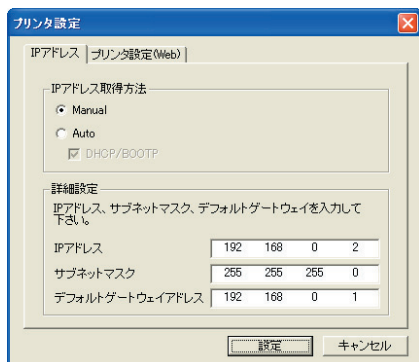 プリンタ設定
IPアドレス プリンタ設定(Web)
IPアドレス取得方法
Manual
Auto
DHCP/BOOTP
詳細設定
IPアドレス、サブネットマスク、デフォルトゲートウェイを入力して
下さい。
IPアドレス 192 168 0 2
サブネットマスク 255 255 255 0
デフォルトゲートウェイアドレス 192 168 0 1
設定 キャンセル